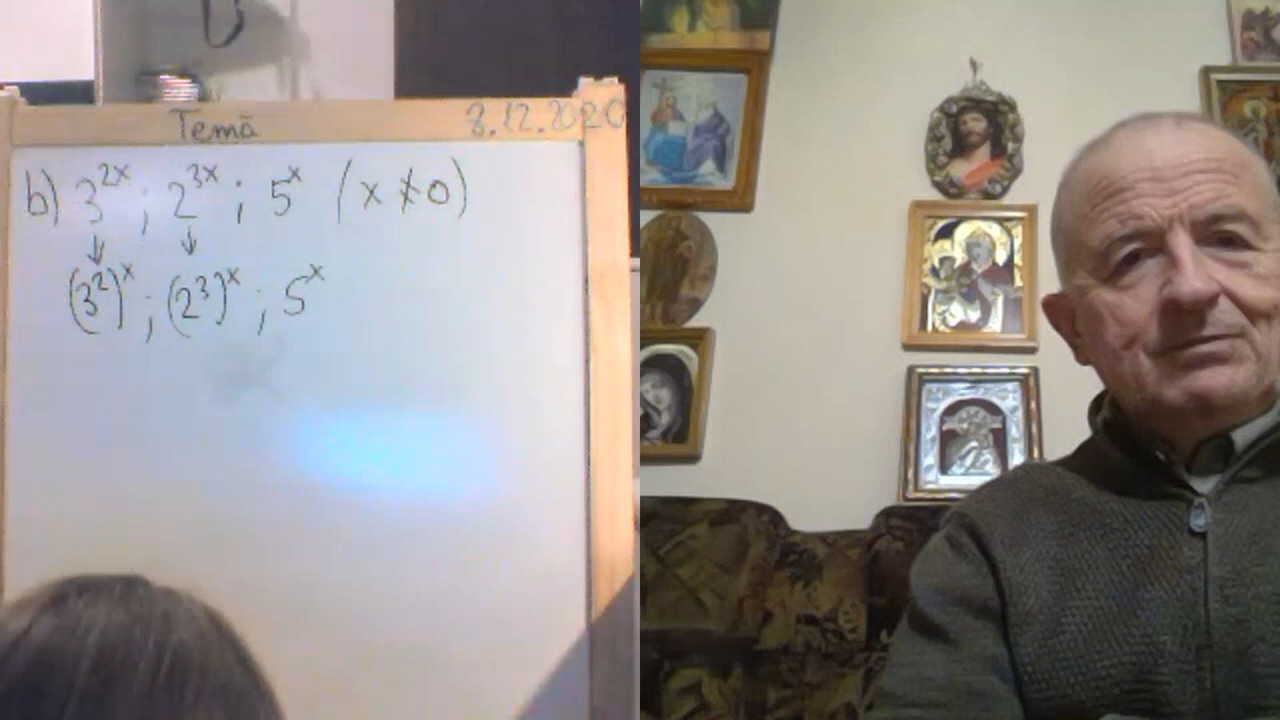 Temă 8.12.2020
b) 3^{2x} ; 2^{3x} ; 5^x (x ≠ 0)
↓ ↓
(3^2)^x ; (2^3)^x ; 5^x